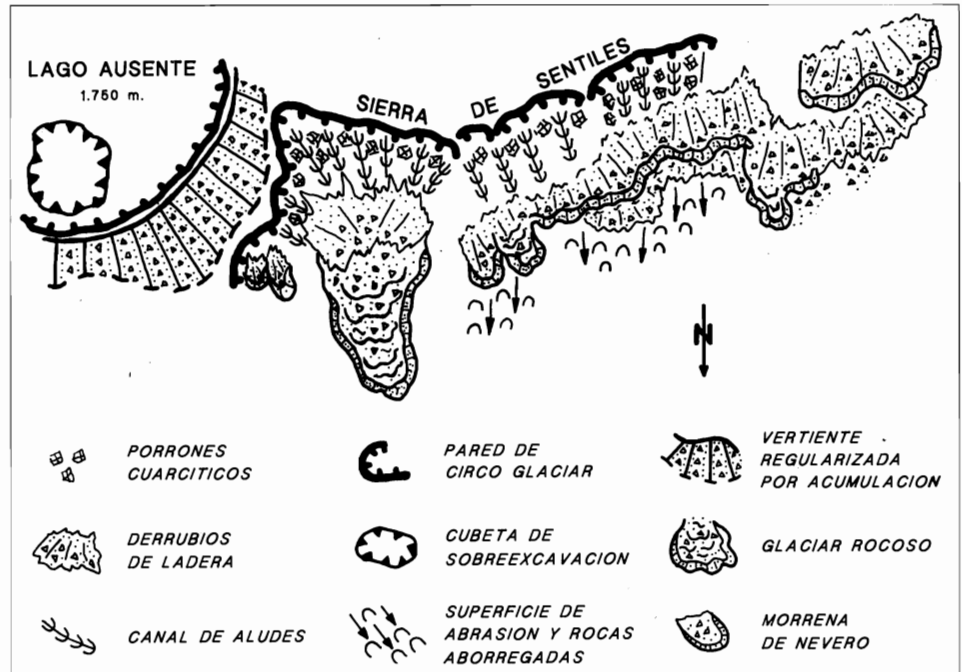 LAGO AUSENTE
1.760 m.
SIERRA DE SENTILES
N
PORRONES
CUARCITICOS
PARED DE
CIRCO GLACIAR
VERTIENTE
REGULARIZADA
POR ACUMULACION
DERRUBIOS
DE LADERA
CUBETA DE
SOBREEXCAVACION
GLACIAR ROCOSO
CANAL DE ALUDES
SUPERFICIE DE
ABRASION Y ROCAS
ABORREGADAS
MORRENA
DE NEVERO